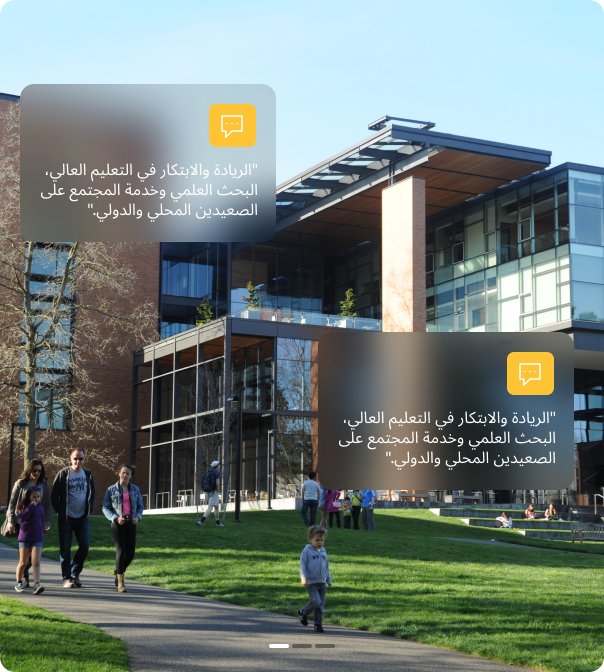 "الريادة والابتكار في التعليم العالي،
البحث العلمي وخدمة المجتمع على
الصعيدين المحلي والدولي."
"الريادة والابتكار في التعليم العالي،
البحث العلمي وخدمة المجتمع على
الصعيدين المحلي والدولي."